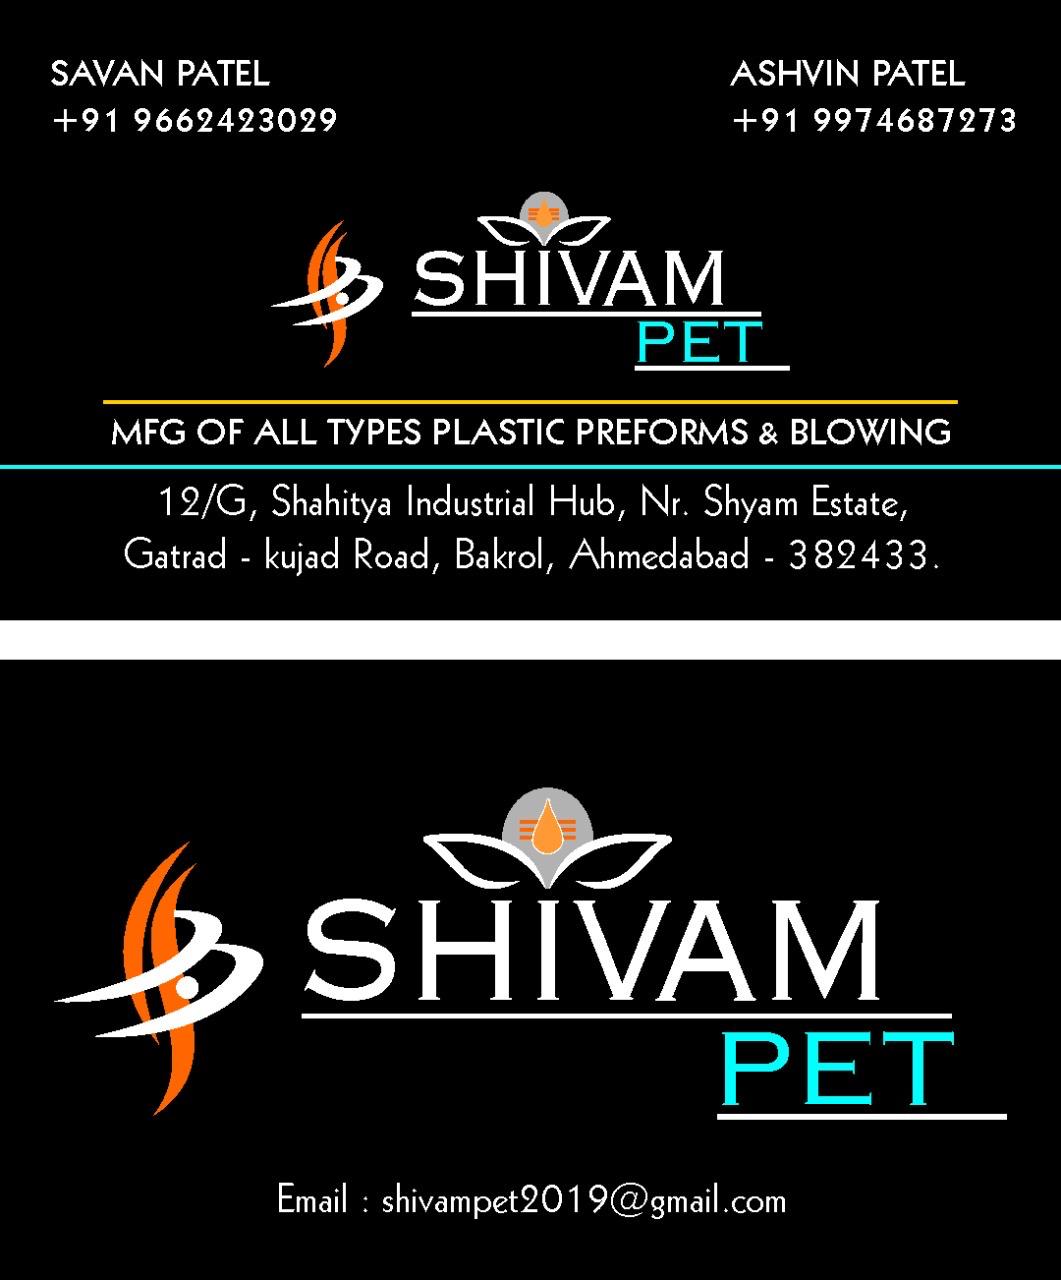 SAVAN PATEL
+91 9662423029
ASHVIN PATEL
+91 9974687273
SHIVAM
PET
MFG OF ALL TYPES PLASTIC PREFORMS & BLOWING
12/G, Shahitya Industrial Hub, Nr. Shyam Estate,
Gatrad - kujad Road, Bakrol, Ahmedabad - 382433.
SHIVAM
PET
Email : shivampet2019@gmail.com